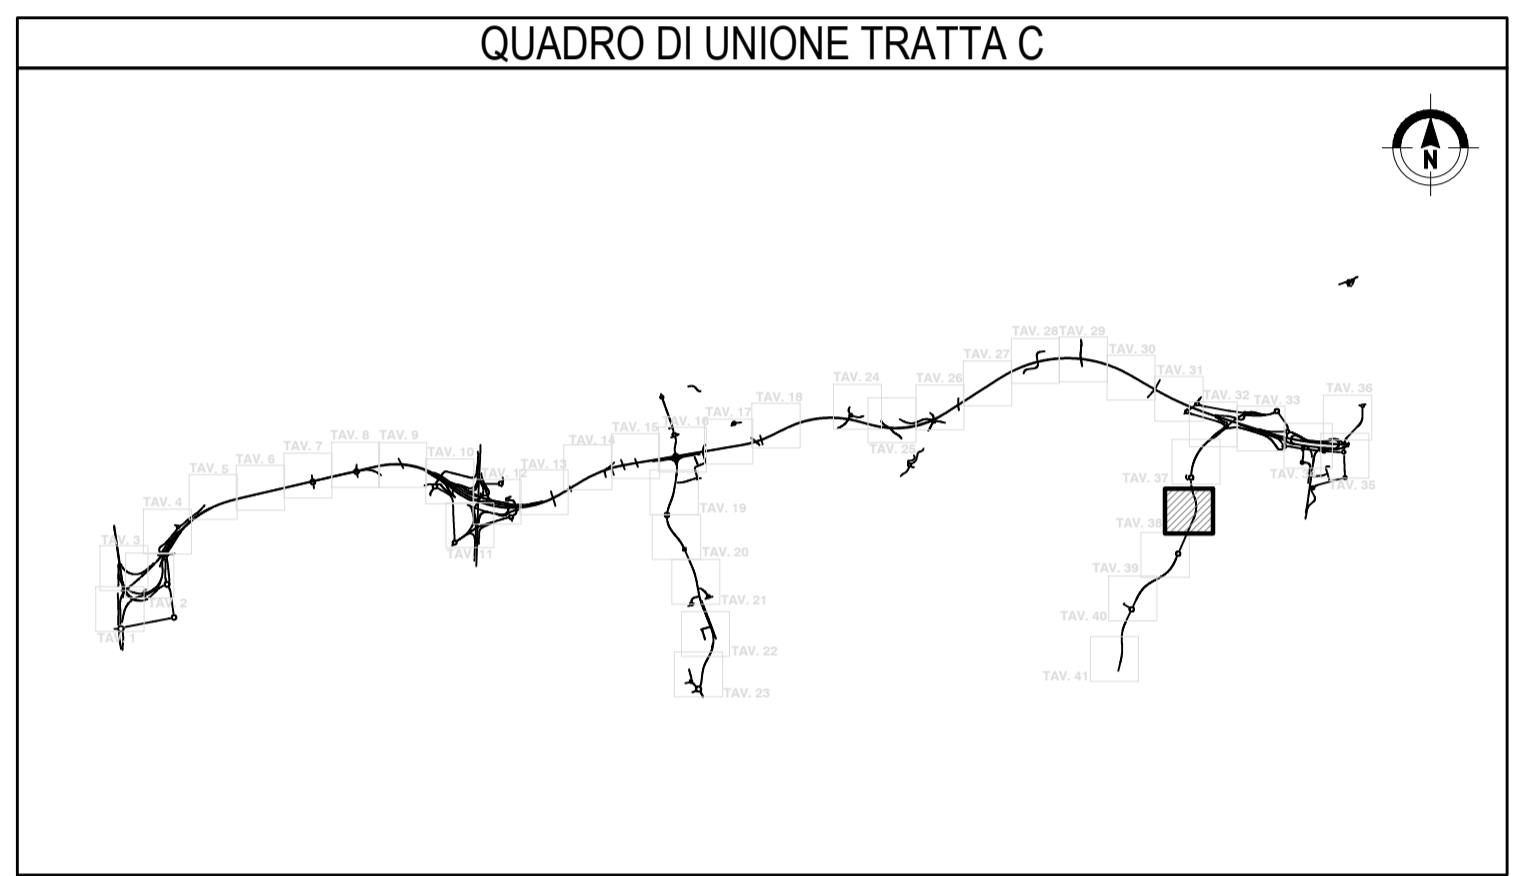 QUADRO DI UNIONE TRATTA C
N
TAV. 28
TAV. 29
TAV. 27
TAV. 30
TAV. 31
TAV. 24
TAV. 26
TAV. 36
TAV. 18
TAV. 32
TAV. 33
TAV. 17
TAV. 16
TAV. 15
TAV. 14
TAV. 25
TAV. 8
TAV. 9
TAV. 7
TAV. 10
TAV. 6
TAV. 5
TAV. 12
TAV. 13
TAV. 37
TAV. 35
TAV. 4
TAV. 19
TAV. 38
TAV. 3
TAV. 11
TAV. 20
TAV. 39
TAV. 2
TAV. 21
TAV. 40
TAV. 1
TAV. 22
TAV. 41
TAV. 23